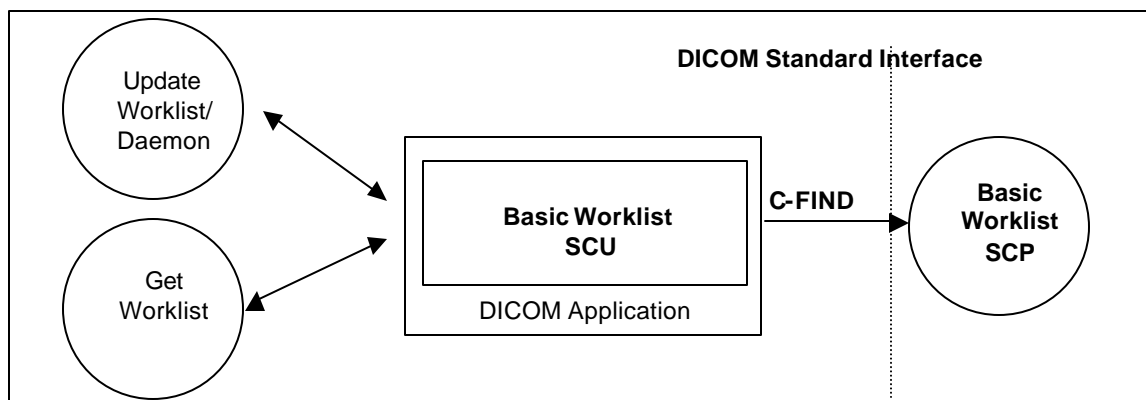 DICOM Standard Interface
Update
Worklist/
Daemon
Basic Worklist
SCU
DICOM Application
C-FIND
Basic
Worklist
SCP
Get
Worklist